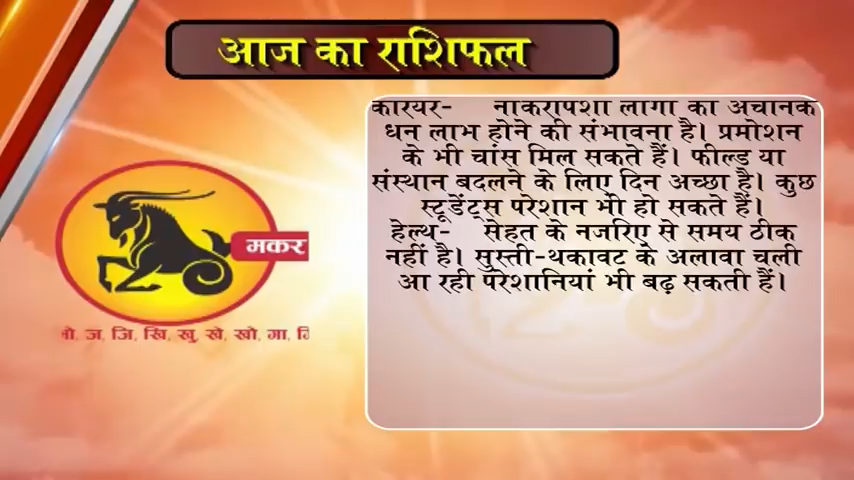 आज का राशिफल
कारियर- नौकरीपेशा लोगों को अचानक
धन लाभ होने की संभावना है। प्रमोशन
के भी चांस मिल सकते हैं। फील्ड या
संस्थान बदलने के लिए दिन अच्छा है। कुछ
स्टूडेंट्स परेशान भी हो सकते हैं।
हेल्थ- सेहत के नजरिए से समय ठीक
नहीं है। सुस्ती-थकावट के अलावा चली
आ रही परेशानियां भी बढ़ सकती हैं।
मकर
ज, जि, खि, खु, खे, खो, गा,